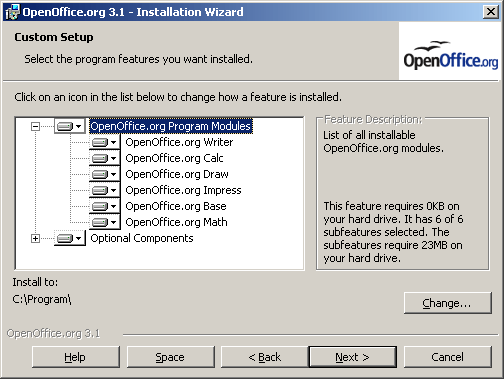 OpenOffice.org 3.1 - Installation Wizard
Custom Setup
Select the program features you want installed.
OpenOffice.org
Click on an icon in the list below to change how a feature is installed.
OpenOffice.org Program Modules
OpenOffice.org Writer
OpenOffice.org Calc
OpenOffice.org Draw
OpenOffice.org Impress
OpenOffice.org Base
OpenOffice.org Math
Optional Components
Feature Description:
List of all installable
OpenOffice.org modules.
This feature requires 0KB on
your hard drive. It has 6 of 6
subfeatures selected. The
subfeatures require 23MB on
your hard drive.
Install to:
C:\Program\
Change...
OpenOffice.org 3.1
Help
Space
< Back
Next >
Cancel